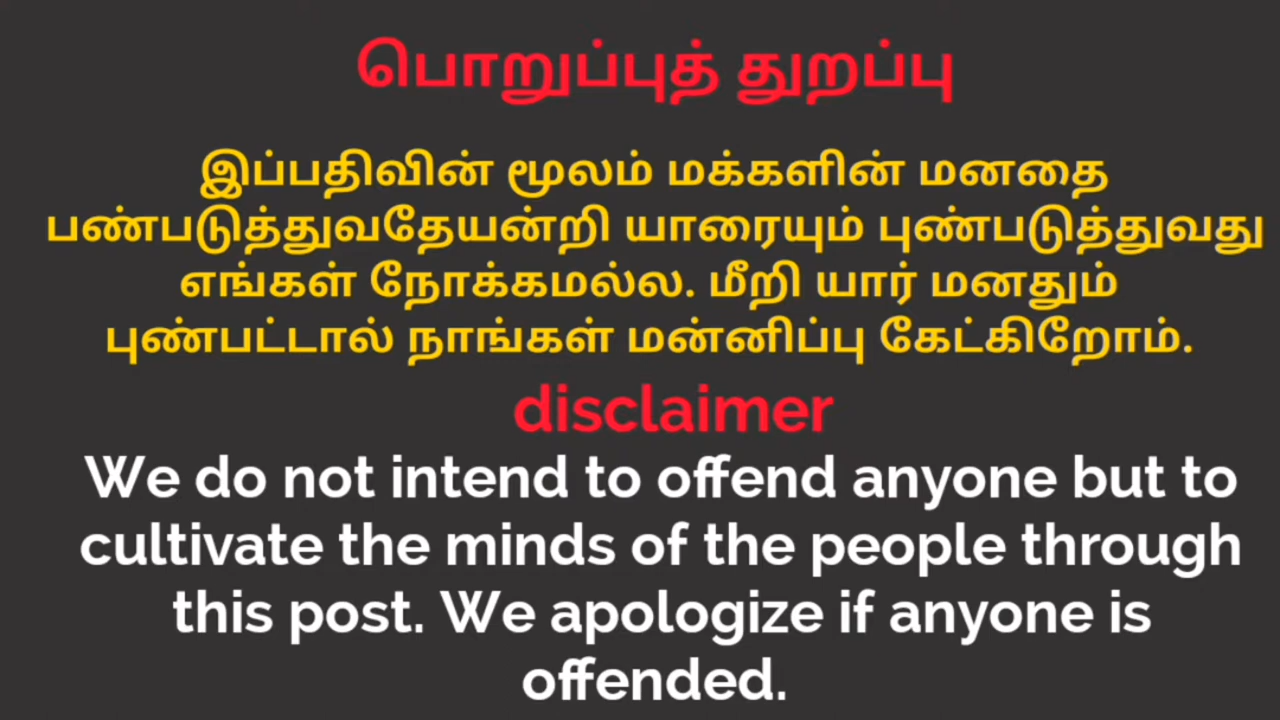 பொறுப்புத் துறப்பு
இப்பதிவின் மூலம் மக்களின் மனதை
பண்படுத்துவதேயன்றி யாரையும் புண்படுத்துவது
எங்கள் நோக்கமல்ல. மீறி யார் மனதும்
புண்பட்டால் நாங்கள் மன்னிப்பு கேட்கிறோம்.
disclaimer
We do not intend to offend anyone but to
cultivate the minds of the people through
this post. We apologize if anyone is
offended.